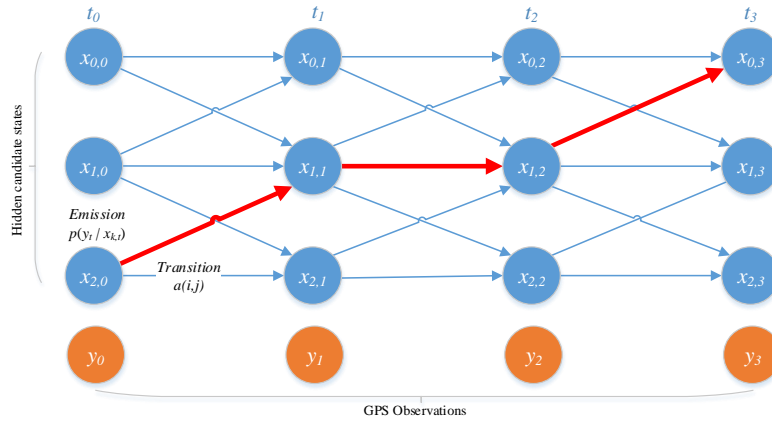 t0 t1 t2 t3
x0,0 x0,1 x0,2 x0,3
x1,0 x1,1 x1,2 x1,3
Hidden candidate states
Emission
p(yt / xk,t)
Transition
a(i,j)
x2,0 x2,1 x2,2 x2,3
y0 y1 y2 y3
GPS Observations